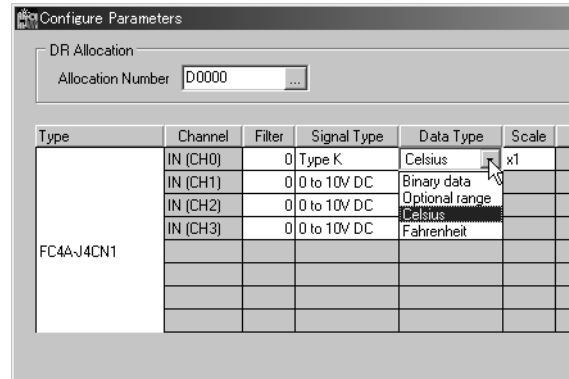 Configure Parameters
DR Allocation
Allocation Number D0000 ...
Type Channel Filter Signal Type Data Type Scale
IN (CH0) 0 Type K Celsius x1
IN (CH1) 0 0 to 10V DC Binary data
Optional range
IN (CH2) 0 0 to 10V DC Celsius
IN (CH3) 0 0 to 10V DC Fahrenheit
FC4A-J4CN1